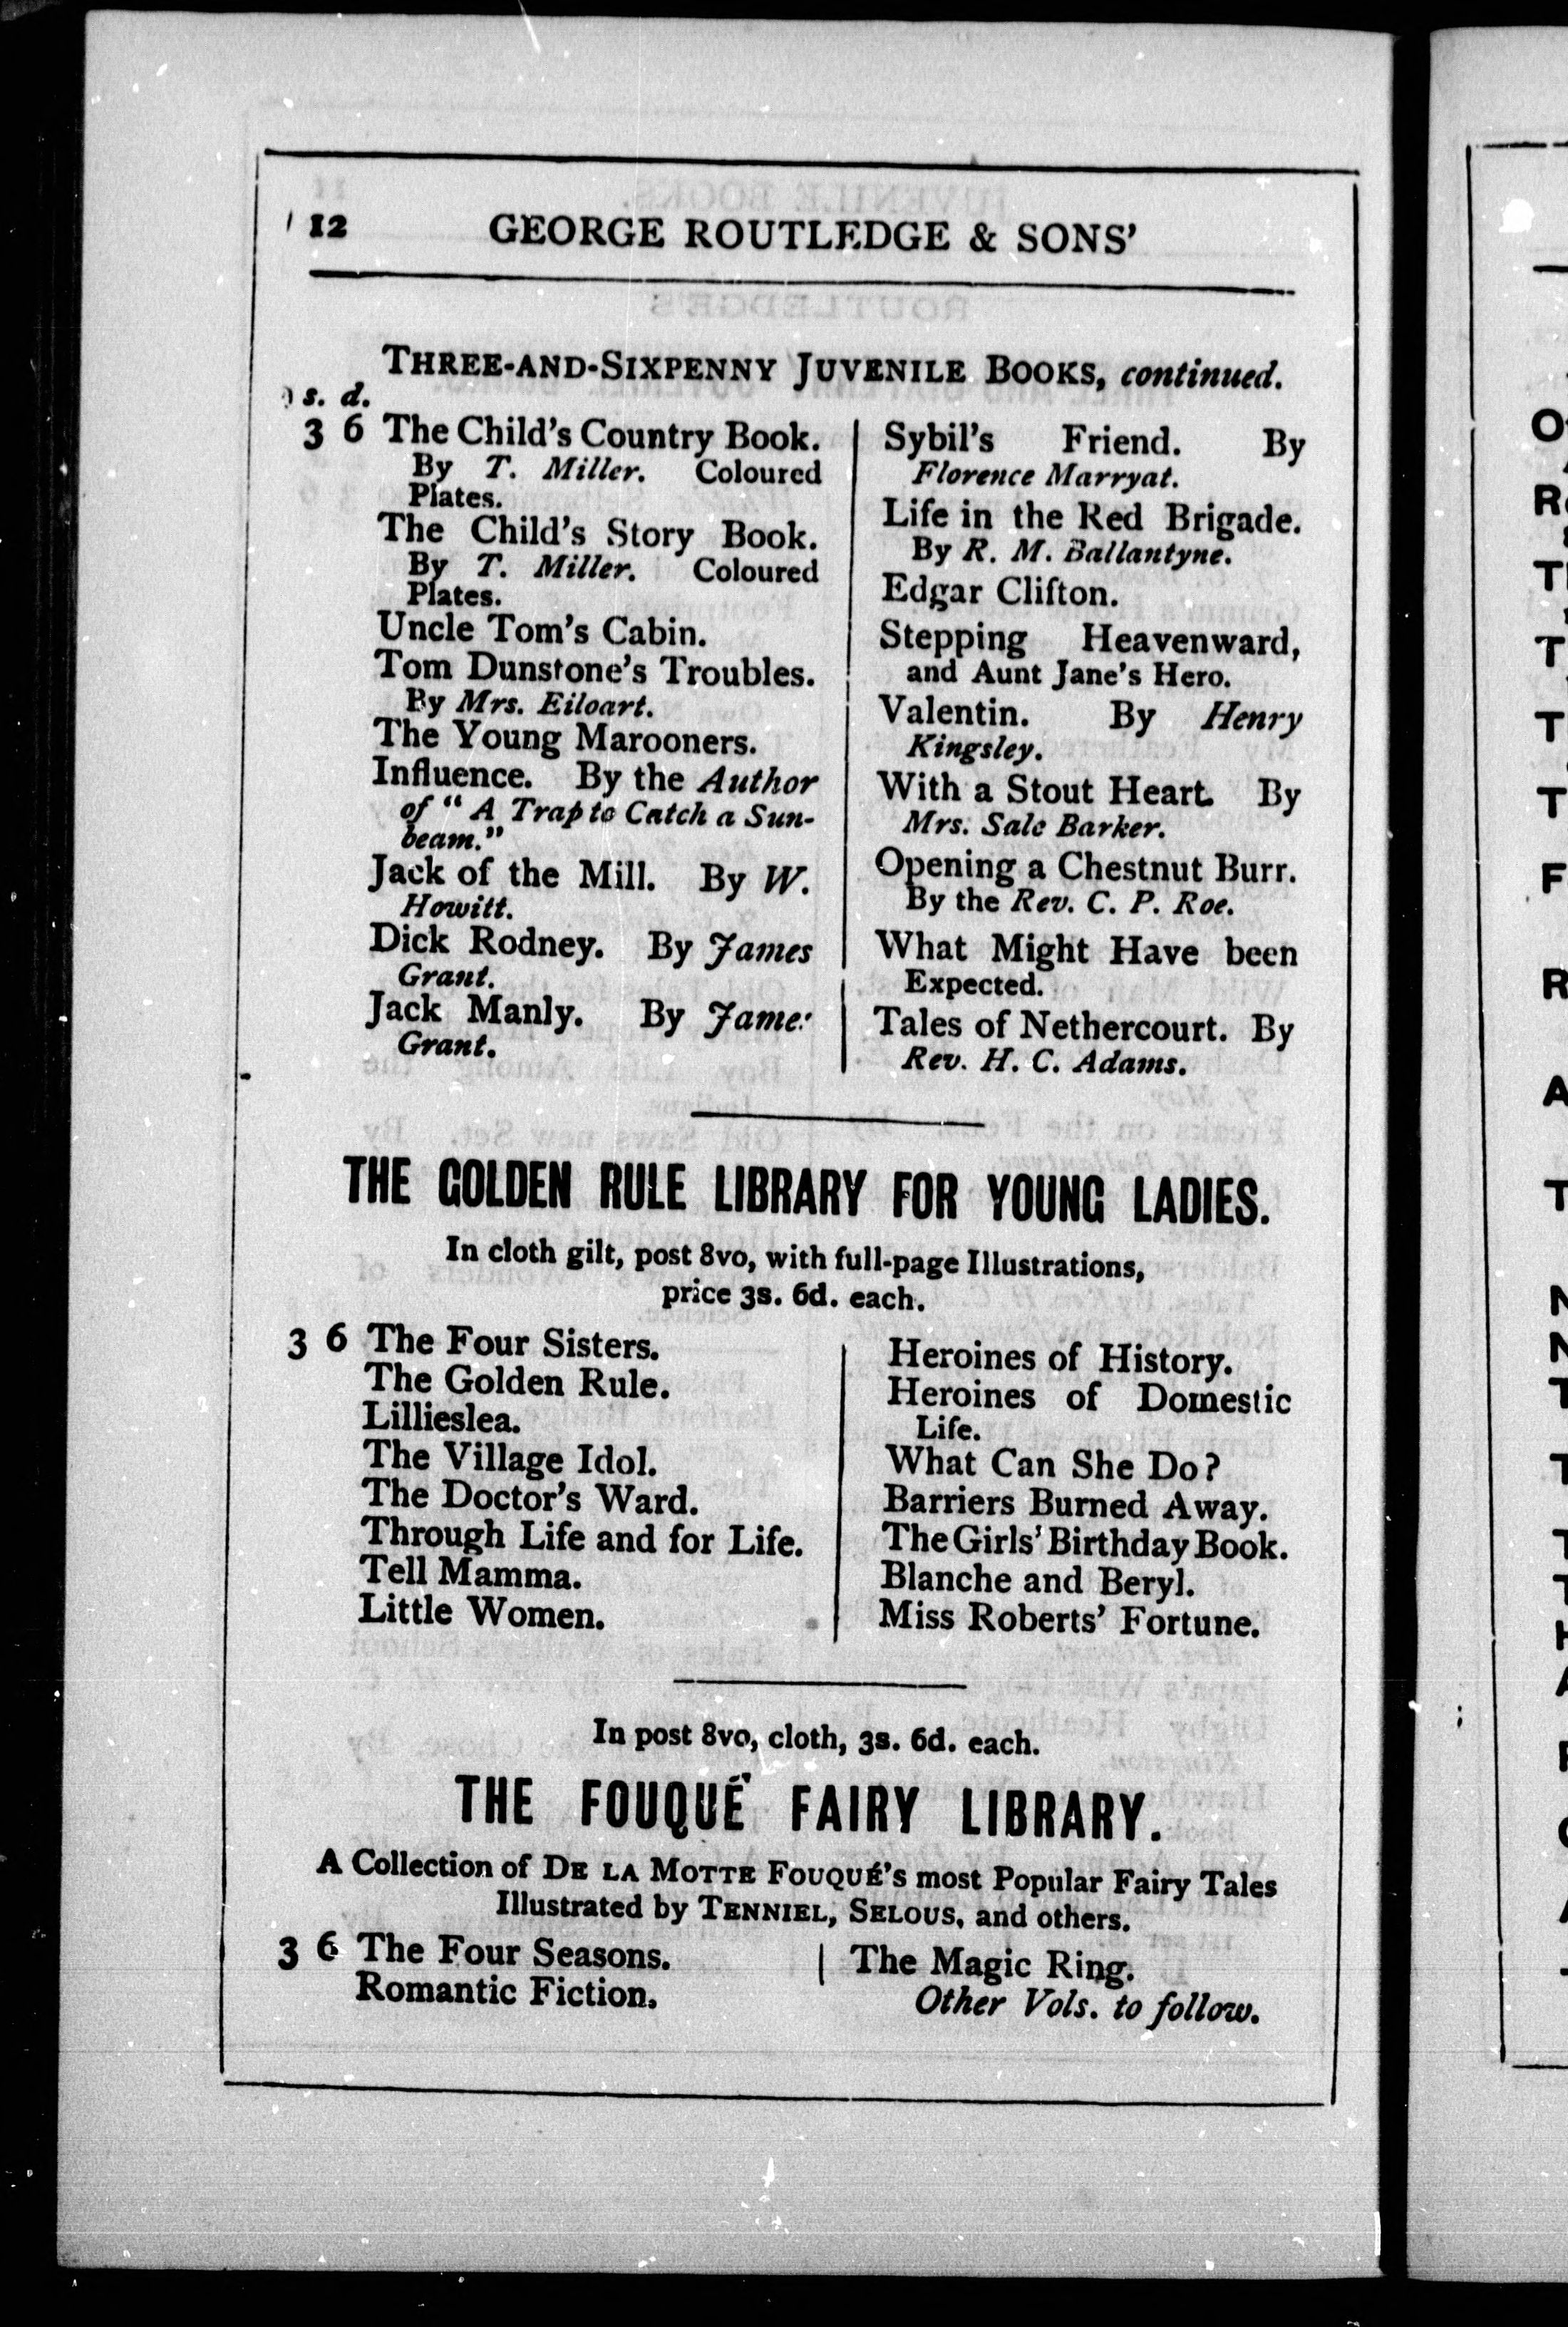 12 GEORGE ROUTLEDGE & SONS'
THREE-AND-SIXPENNY JUVENILE BOOKS, continued.
s. d.
3 6 The Child's Country Book.
By T. Miller. Coloured
Plates.
The Child's Story Book.
By T. Miller. Coloured
Plates.
Uncle Tom's Cabin.
Tom Dunstone's Troubles.
By Mrs. Eiloart.
The Young Marooners.
Influence. By the Author
of "A Trap to Catch a Sun-
beam."
Jack of the Mill. By W.
Howitt.
Dick Rodney. By James
Grant.
Jack Manly. By James
Grant.
Sybil's Friend. By
Florence Marryat.
Life in the Red Brigade.
By R. M. Ballantyne.
Edgar Clifton.
Stepping Heavenward,
and Aunt Jane's Hero.
Valentin. By Henry
Kingsley.
With a Stout Heart. By
Mrs. Sale Barker.
Opening a Chestnut Burr.
By the Rev. C. P. Roe.
What Might Have been
Expected.
Tales of Nethercourt. By
Rev. H. C. Adams.
THE GOLDEN RULE LIBRARY FOR YOUNG LADIES.
In cloth gilt, post 8vo, with full-page Illustrations,
price 3s. 6d. each.
3 6 The Four Sisters.
The Golden Rule.
Lillieslea.
The Village Idol.
The Doctor's Ward.
Through Life and for Life.
Tell Mamma.
Little Women.
Heroines of History.
Heroines of Domestic
Life.
What Can She Do?
Barriers Burned Away.
The Girls' Birthday Book.
Blanche and Beryl.
Miss Roberts' Fortune.
In post 8vo, cloth, 3s. 6d. each.
THE FOUQUÉ FAIRY LIBRARY.
A Collection of DE LA MOTTE FOUQUÉ'S most Popular Fairy Tales
Illustrated by TENNIEL, SELOUS, and others.
3 6 The Four Seasons.
Romantic Fiction.
The Magic Ring.
Other Vols. to follow.